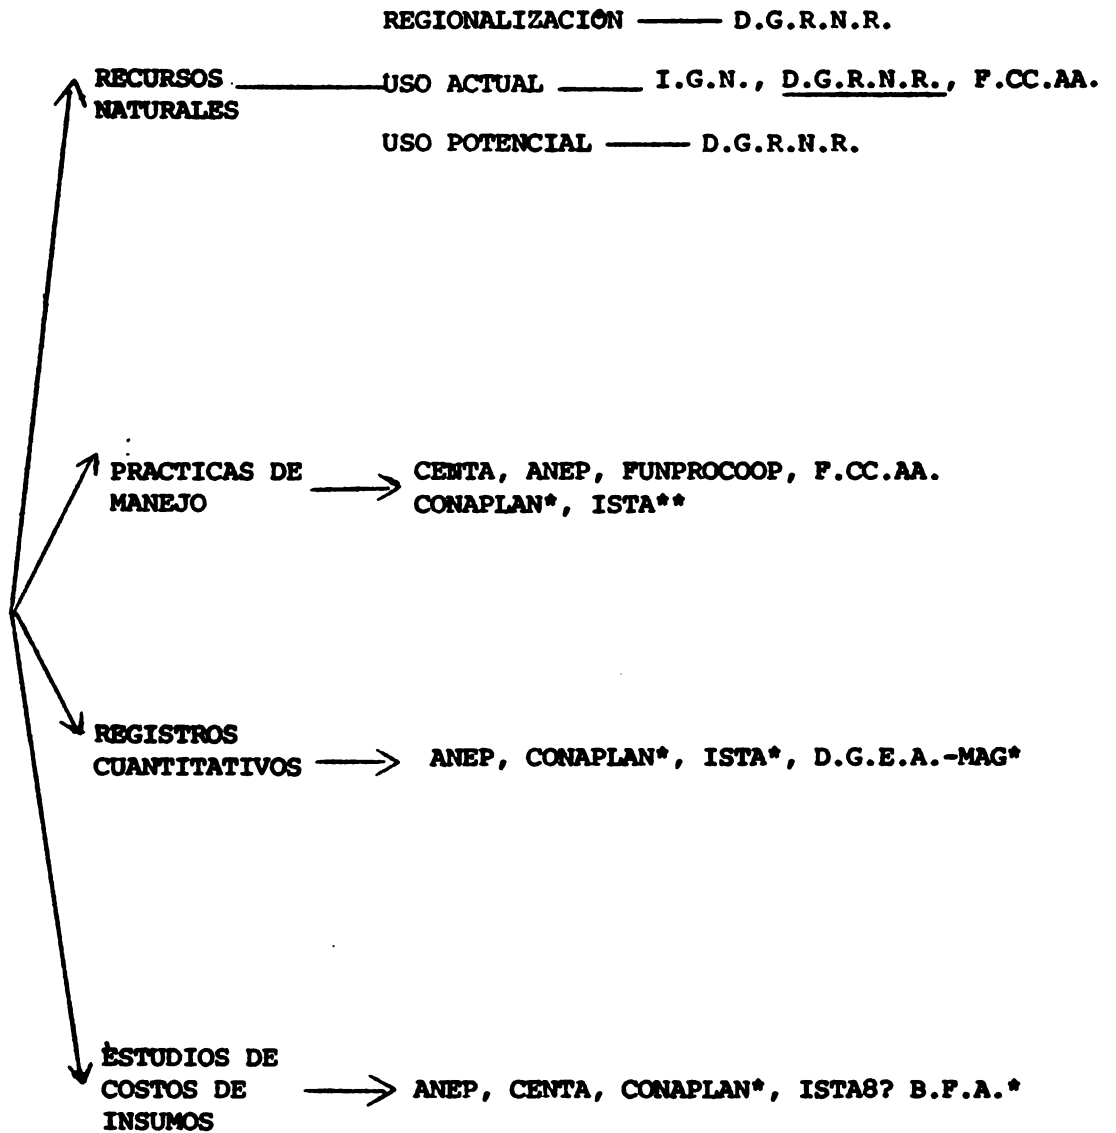 REGIONALIZACIÓN D.G.R.N.R.
RECURSOS NATURALES
USO ACTUAL I.G.N., D.G.R.N.R., F.CC.AA.
USO POTENCIAL D.G.R.N.R.
PRACTICAS DE
MANEJO
CENTA, ANEP, FUNPROCOOP, F.CC.AA.
CONAPLAN*, ISTA**
REGISTROS
CUANTITATIVOS
ANEP, CONAPLAN*, ISTA*, D.G.E.A.-MAG*
ESTUDIOS DE
COSTOS DE
INSUMOS
ANEP, CENTA, CONAPLAN*, ISTA8? B.F.A.*